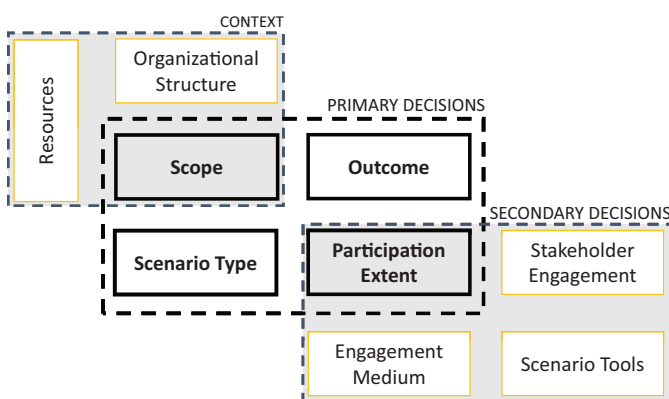 CONTEXT
Resources
Organizational
Structure
PRIMARY DECISIONS
Scope
Outcome
SECONDARY DECISIONS
Scenario Type
Participation
Extent
Stakeholder
Engagement
Engagement
Medium
Scenario Tools